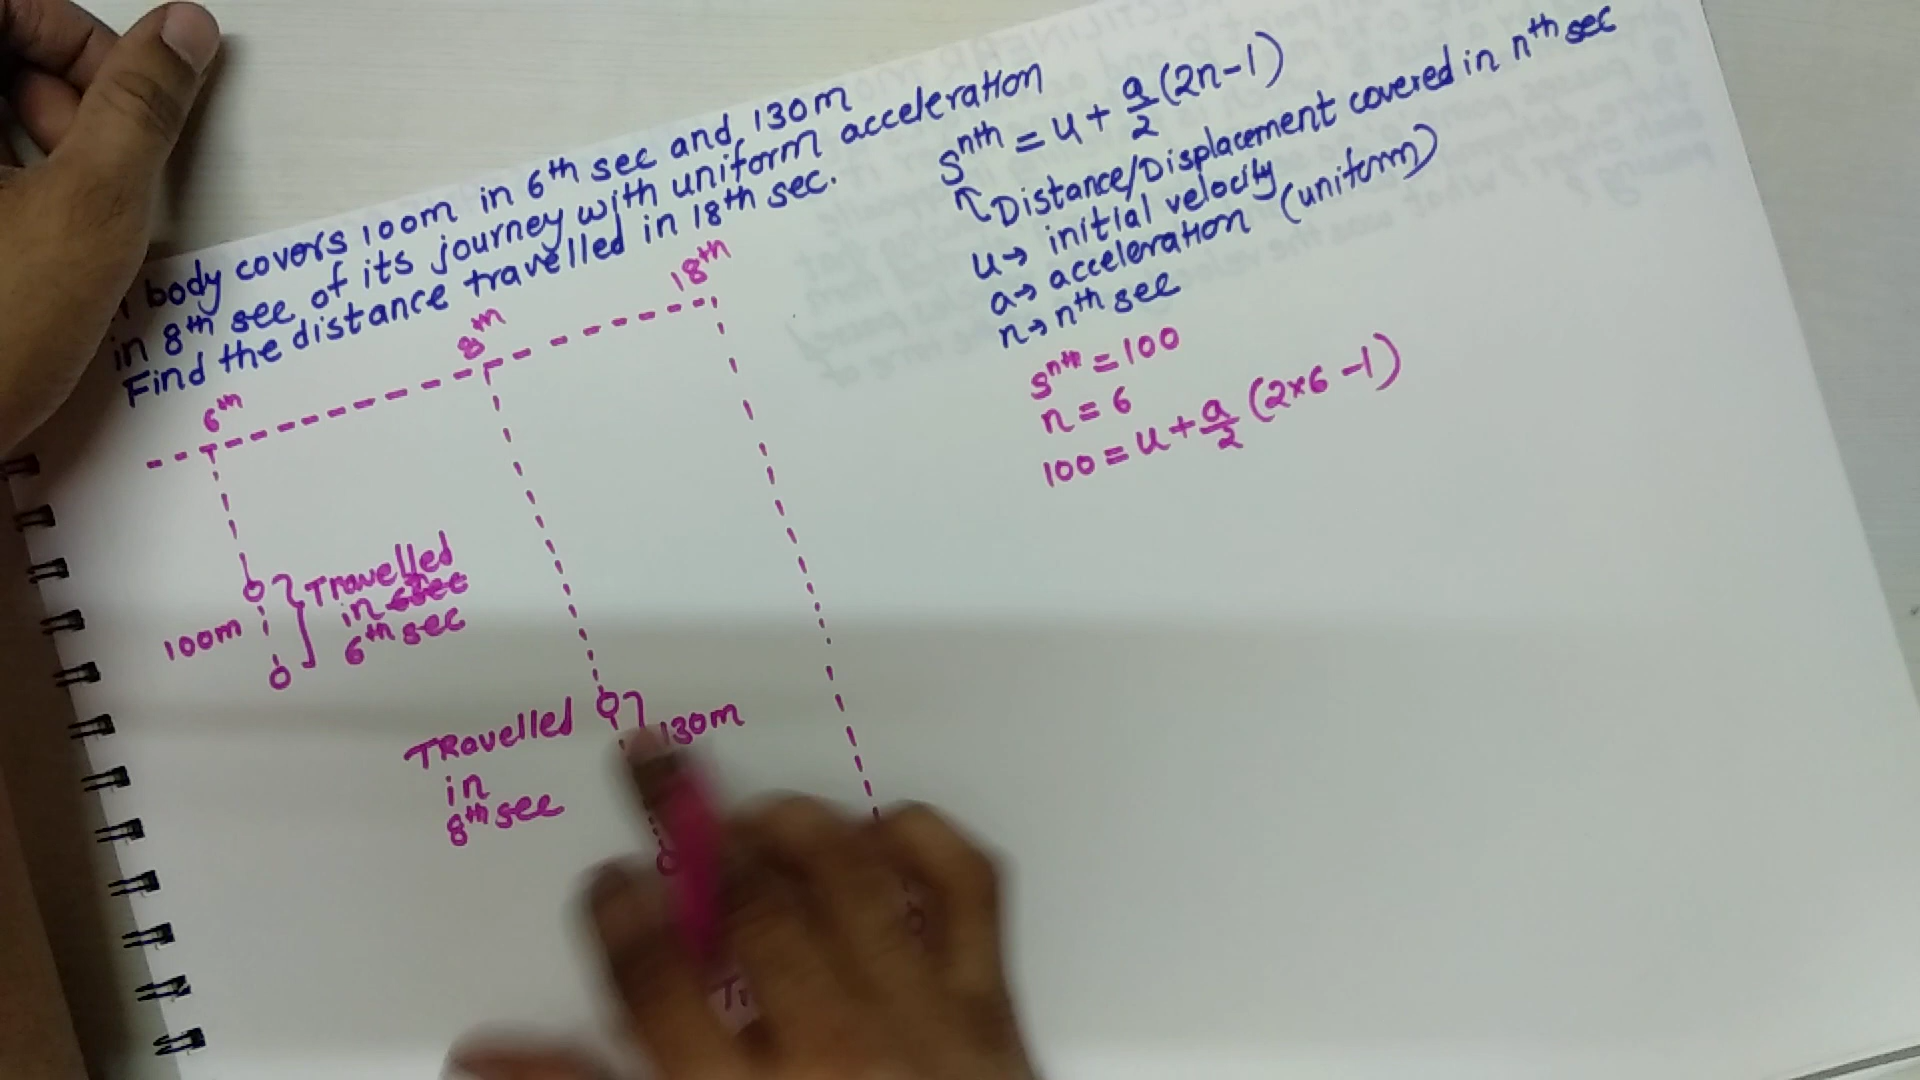 body covers 100m in 6th sec and 130m
in 8th sec of its journey with uniform acceleration
Find the distance travelled in 18th sec.
6th
8th
18th
100m
Travelled
in 6sec
6th sec
TRavelled
in
8th sec
130m
S^nth = u + a/2 (2n-1)
Distance/Displacement covered in nth sec
u→ initial velocity
a→ acceleration (uniform)
n→ nth sec
S^nth = 100
n = 6
100 = u + a/2 (2×6 -1)